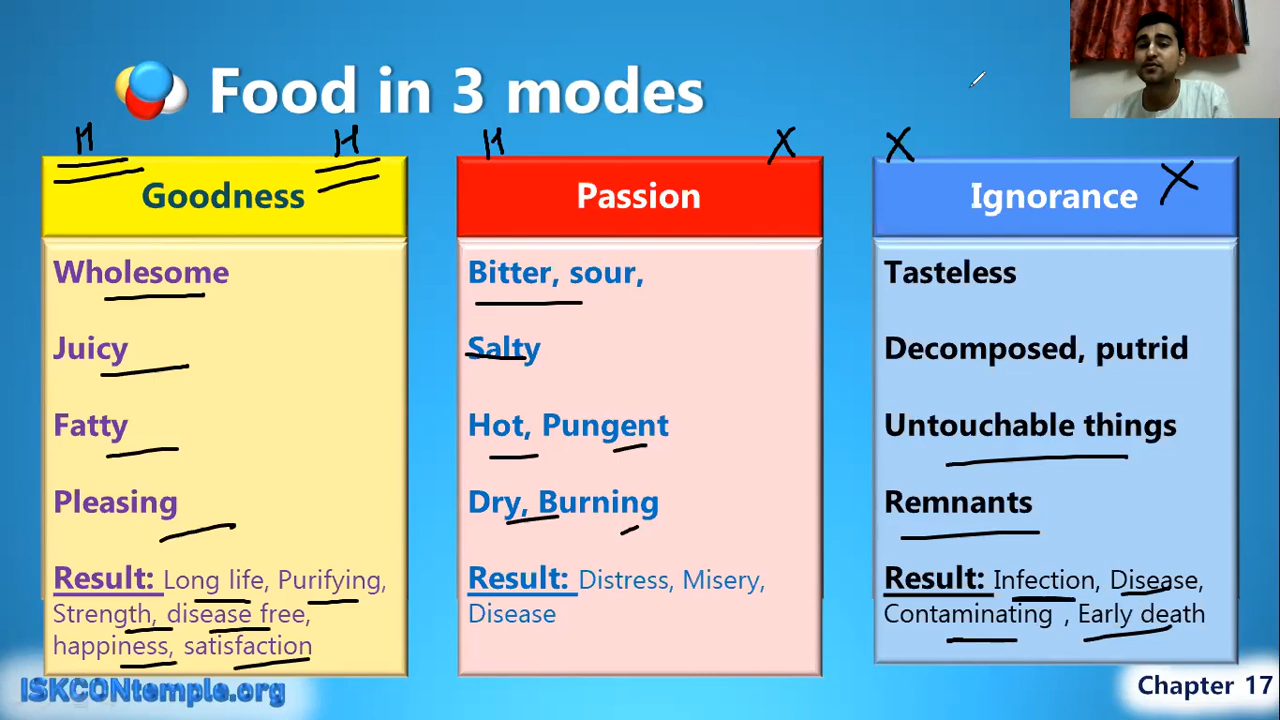 Food in 3 modes
H
H
H
X
X
X
Goodness
Wholesome
Juicy
Fatty
Pleasing
Result: Long life, Purifying,
Strength, disease free,
happiness, satisfaction
Passion
Bitter, sour,
Salty
Hot, Pungent
Dry, Burning
Result: Distress, Misery,
Disease
Ignorance
Tasteless
Decomposed, putrid
Untouchable things
Remnants
Result: Infection, Disease,
Contaminating , Early death
ISKCONtemple.org
Chapter 17